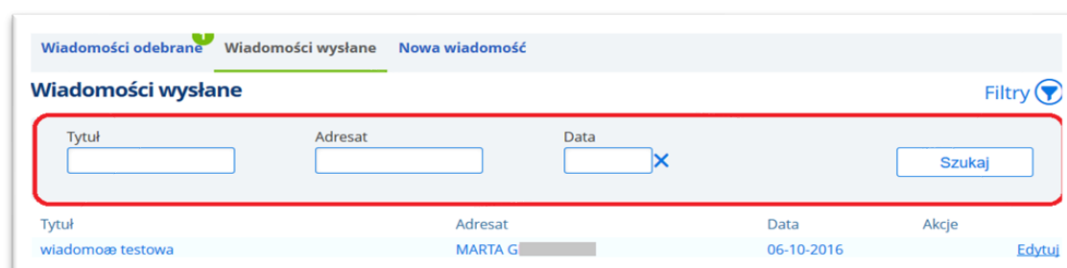 Wiadomości odebrane 1 Wiadomości wysłane Nowa wiadomość
Wiadomości wysłane
Filtry
Tytuł Adresat Data
Szukaj
Tytuł Adresat Data Akcje
wiadomoæ testowa MARTA G 06-10-2016 Edytuj